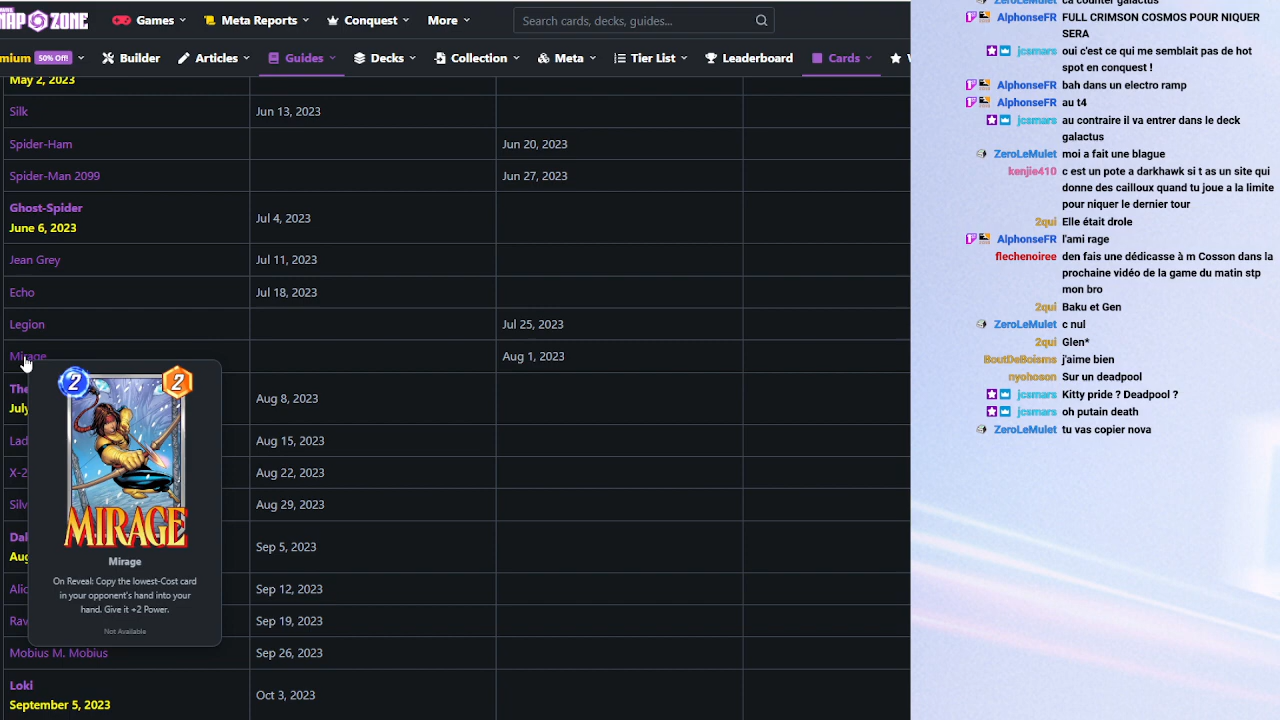 SNAP ZONE
Games
Meta Rep
Conquest
More
Search cards, decks, guides...
mium 50% Off!
Builder
Articles
Guides
Decks
Collection
Meta
Tier List
Leaderboard
Cards
May 2, 2023
Silk Jun 13, 2023
Spider-Ham Jun 20, 2023
Spider-Man 2099 Jun 27, 2023
Ghost-Spider
June 6, 2023 Jul 4, 2023
Jean Grey Jul 11, 2023
Echo Jul 18, 2023
Legion Jul 25, 2023
Mirage Aug 1, 2023
The
July Aug 8
Lad Aug 15, 2023
X-2 Aug 22, 2023
Silv Aug 29, 2023
Dak
Aug Sep 5, 2023
Alic Sep 12, 2023
Rav Sep 19, 2023
Mobius M. Mobius Sep 26, 2023
Loki
September 5, 2023 Oct 3, 2023
2 2
MIRAGE
Mirage
On Reveal: Copy the lowest-Cost card
in your opponent's hand into your
hand. Give it +2 Power.
Not Available
ZeroLeMulet ca counter galactus
AlphonseFR FULL CRIMSON COSMOS POUR NIQUER
SERA
jcsmars oui c'est ce qui me semblait pas de hot
spot en conquest !
AlphonseFR bah dans un electro ramp
AlphonseFR au t4
jcsmars au contraire il va entrer dans le deck
galactus
ZeroLeMulet moi a fait une blague
kenjie410 c est un pote a darkhawk si t as un site qui
donne des cailloux quand tu joue a la limite
pour niquer le dernier tour
2qui Elle était drole
AlphonseFR l'ami rage
flechenoiree den fais une dédicasse à m Cosson dans la
prochaine vidéo de la game du matin stp
mon bro
2qui Baku et Gen
ZeroLeMulet c nul
2qui Glen*
BoutDeBoisms j'aime bien
nyohoson Sur un deadpool
jcsmars Kitty pride ? Deadpool ?
jcsmars oh putain death
ZeroLeMulet tu vas copier nova